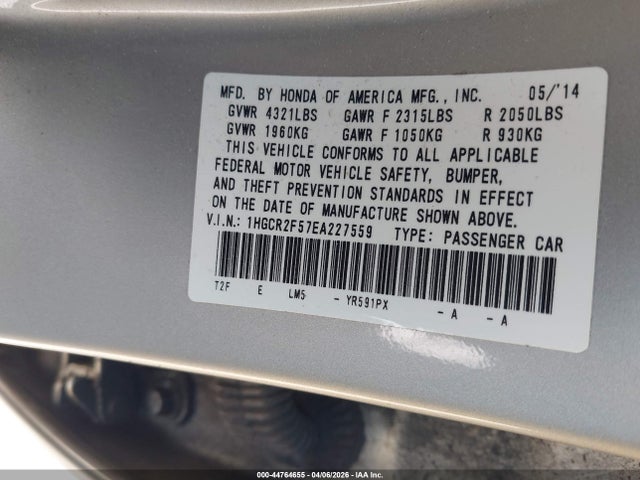 MFD. BY HONDA OF AMERICA MFG., INC. 05/'14
GVWR 4321LBS GAWR F 2315LBS R 2050LBS
GVWR 1960KG GAWR F 1050KG R 930KG
THIS VEHICLE CONFORMS TO ALL APPLICABLE
FEDERAL MOTOR VEHICLE SAFETY, BUMPER,
AND THEFT PREVENTION STANDARDS IN EFFECT
ON THE DATE OF MANUFACTURE SHOWN ABOVE.
V.I.N.: 1HGCR2F57EA227559 TYPE: PASSENGER CAR
T2F E LM5 - YR591PX - A - A
000-44764655 04/06/2026 - IAA Inc.